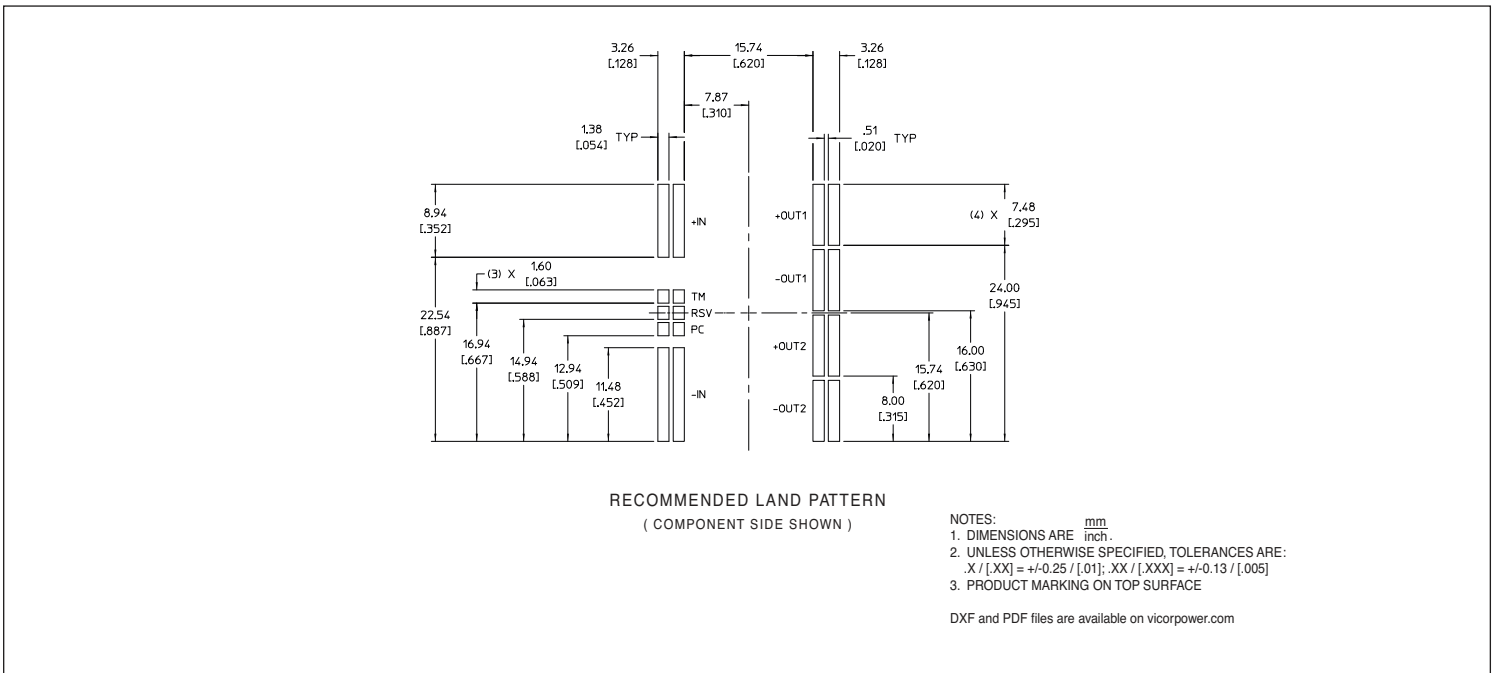 3.26
[.128]
15.74
[.620]
3.26
[.128]
7.87
[.310]
1.38
[.054]
TYP
.51
[.020]
TYP
8.94
[.352]
+IN
+OUT1
(4) X
7.48
[.295]
(3) X
1.60
[.063]
-OUT1
TM
RSV
PC
22.54
[.887]
16.94
[.667]
14.94
[.588]
12.94
[.509]
11.48
[.452]
24.00
[.945]
16.00
[.630]
15.74
[.620]
+OUT2
8.00
[.315]
-IN
-OUT2
RECOMMENDED LAND PATTERN
( COMPONENT SIDE SHOWN )
NOTES:
1. DIMENSIONS ARE mm / inch.
2. UNLESS OTHERWISE SPECIFIED, TOLERANCES ARE:
.X / [.XX] = +/-0.25 / [.01]; .XX / [.XXX] = +/-0.13 / [.005]
3. PRODUCT MARKING ON TOP SURFACE
DXF and PDF files are available on vicorpower.com